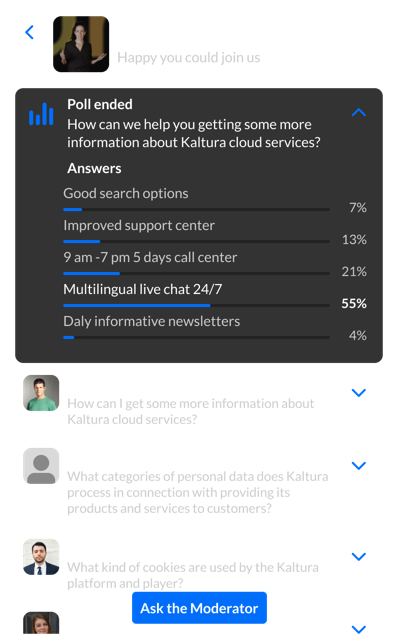 Happy you could join us
Poll ended
How can we help you getting some more
information about Kaltura cloud services?
Answers
Good search options
7%
Improved support center
13%
9 am -7 pm 5 days call center
21%
Multilingual live chat 24/7
55%
Daly informative newsletters
4%
How can I get some more information about
Kaltura cloud services?
What categories of personal data does Kaltura
process in connection with providing its
products and services to customers?
What kind of cookies are used by the Kaltura
platform and player?
Ask the Moderator